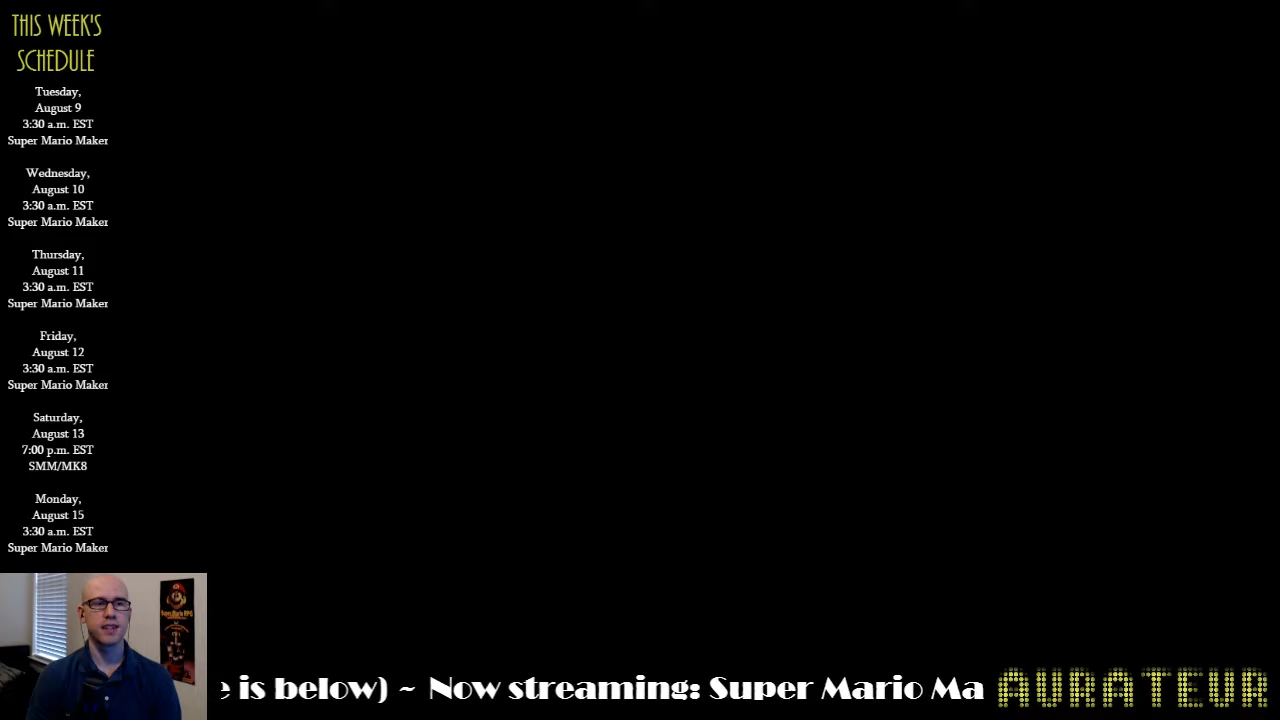 THIS WEEK'S
SCHEDULE
Tuesday,
August 9
3:30 a.m. EST
Super Mario Maker
Wednesday,
August 10
3:30 a.m. EST
Super Mario Maker
Thursday,
August 11
3:30 a.m. EST
Super Mario Maker
Friday,
August 12
3:30 a.m. EST
Super Mario Maker
Saturday,
August 13
7:00 p.m. EST
SMM/MK8
Monday,
August 15
3:30 a.m. EST
Super Mario Maker
Super Mario RPG
e is below) ~ Now streaming: Super Mario Ma
AURATEUR